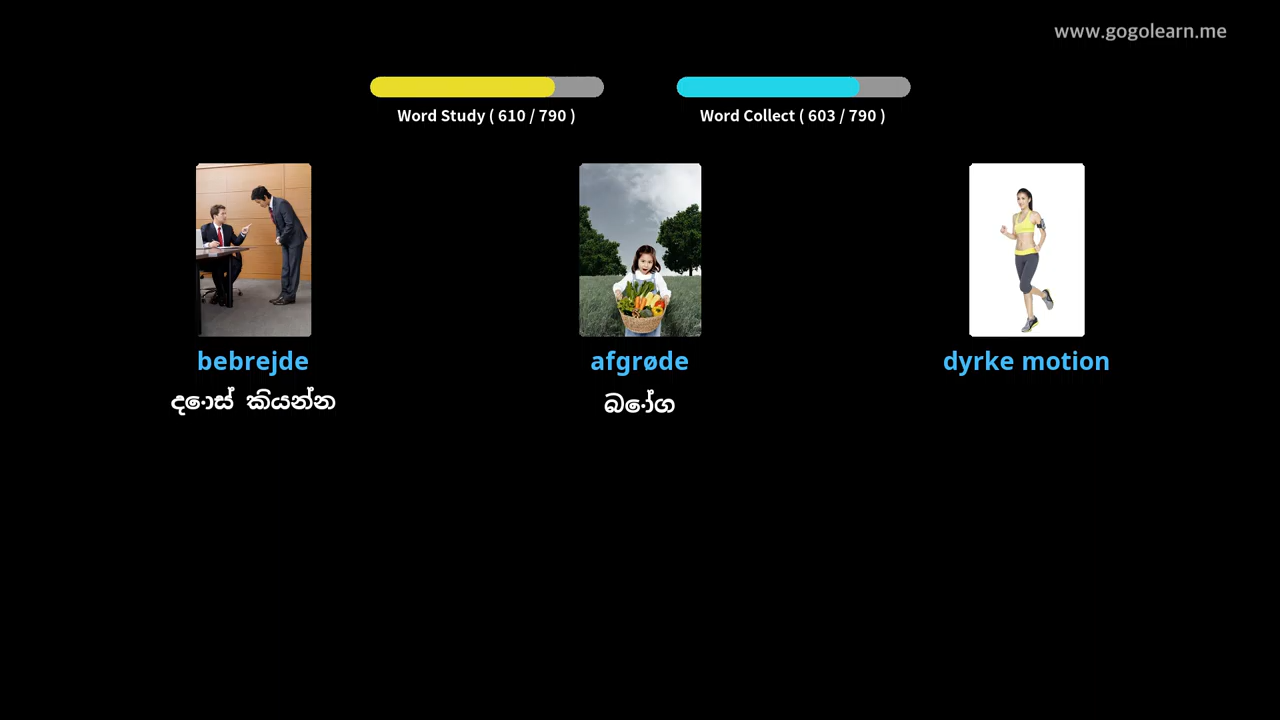 www.gogolearn.me
Word Study ( 610 / 790 )
Word Collect ( 603 / 790 )
bebrejde
afgrøde
dyrke motion
දොස් කියන්න
බෝග